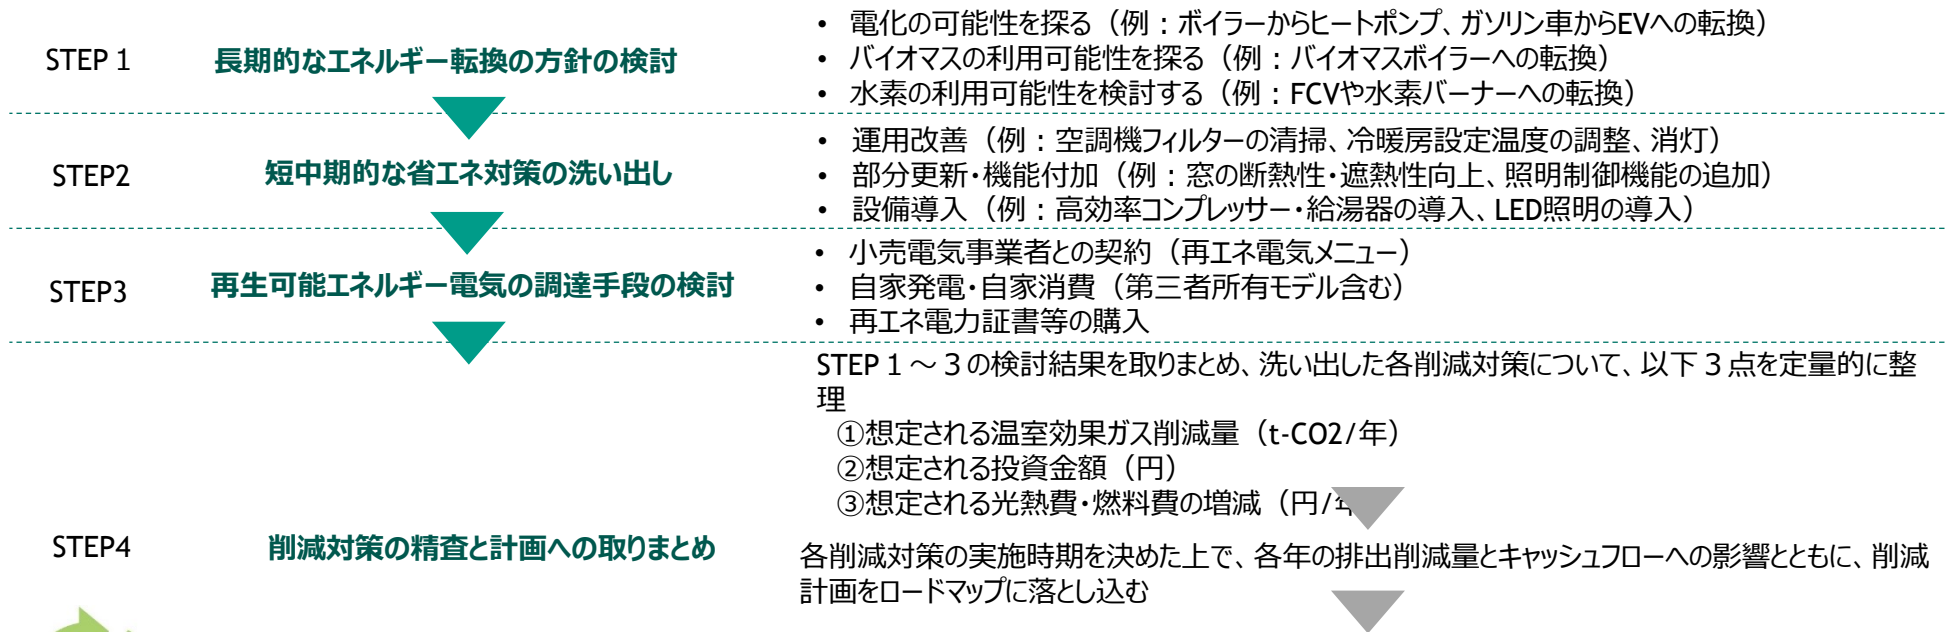 STEP 1
長期的なエネルギー転換の方針の検討
• 電化の可能性を探る（例：ボイラーからヒートポンプ、ガソリン車からEVへの転換）
• バイオマスの利用可能性を探る（例：バイオマスボイラーへの転換）
• 水素の利用可能性を検討する（例：FCVや水素バーナーへの転換）
STEP2
短中期的な省エネ対策の洗い出し
• 運用改善（例：空調機フィルターの清掃、冷暖房設定温度の調整、消灯）
• 部分更新・機能付加（例：窓の断熱性・遮熱性向上、照明制御機能の追加）
• 設備導入（例：高効率コンプレッサー・給湯器の導入、LED照明の導入）
STEP3
再生可能エネルギー電気の調達手段の検討
• 小売電気事業者との契約（再エネ電気メニュー）
• 自家発電・自家消費（第三者所有モデル含む）
• 再エネ電力証書等の購入
STEP4
削減対策の精査と計画への取りまとめ
STEP１～３の検討結果を取りまとめ、洗い出した各削減対策について、以下３点を定量的に整
理
①想定される温室効果ガス削減量（t-CO2/年）
②想定される投資金額（円）
③想定される光熱費・燃料費の増減（円/
各削減対策の実施時期を決めた上で、各年の排出削減量とキャッシュフローへの影響とともに、削減
計画をロードマップに落とし込む